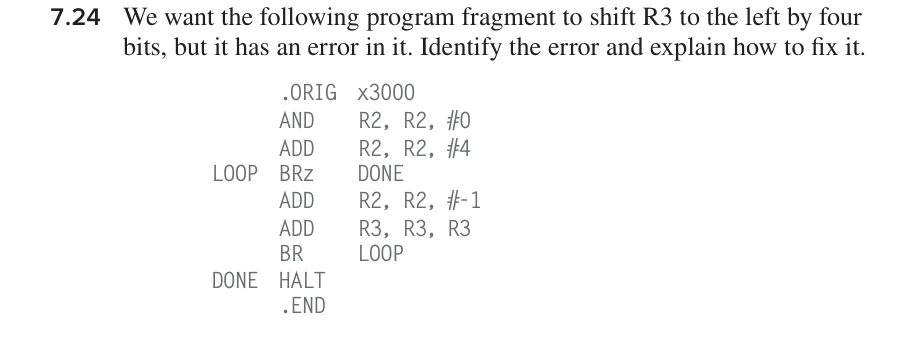 7.24 We want the following program fragment to shift R3 to the left by four
bits, but it has an error in it. Identify the error and explain how to fix it.
.ORIG x3000
AND R2, R2, #0
ADD R2, R2, #4
LOOP BRz DONE
ADD R2, R2, #-1
ADD R3, R3, R3
BR LOOP
DONE HALT
.END